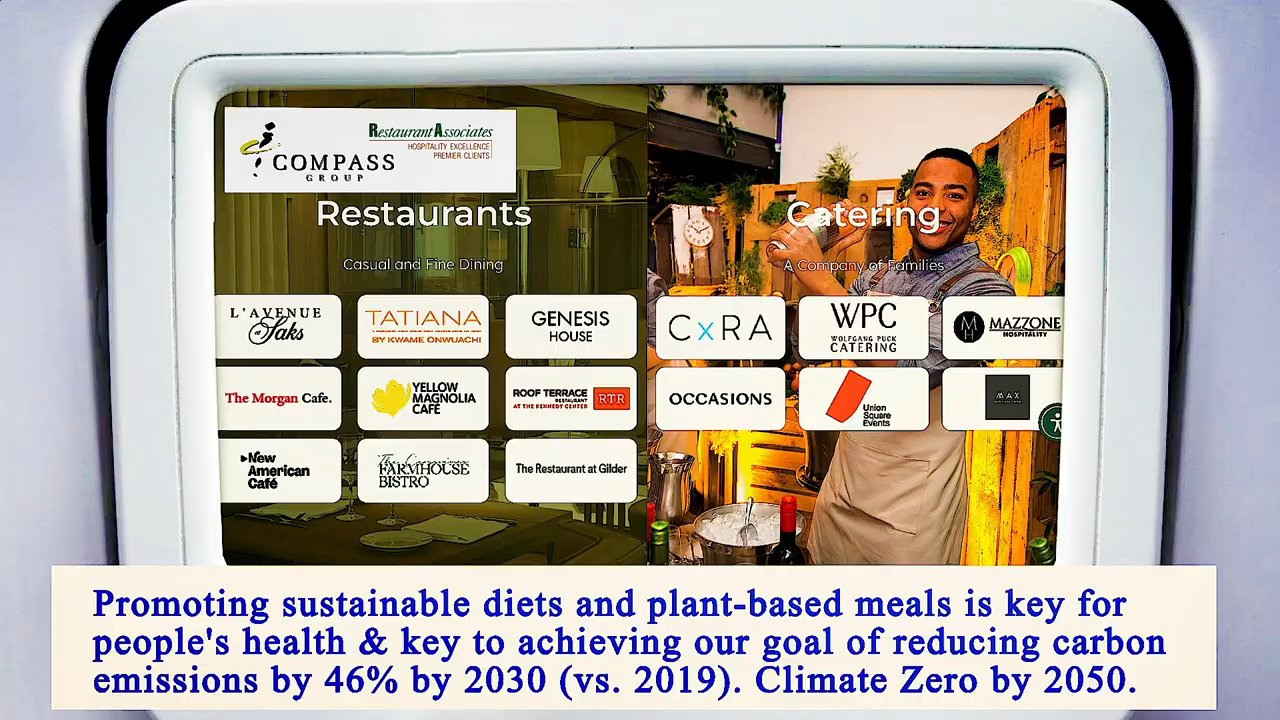 COMPASS
GROUP
Restaurant Associates
HOSPITALITY EXCELLENCE
PREMIER CLIENTS
Restaurants
Casual and Fine Dining
L'AVENUE
at Saks
TATIANA
BY KWAME ONWUACHI
GENESIS
HOUSE
The Morgan Cafe.
YELLOW
MAGNOLIA
CAFÉ
ROOF TERRACE
RESTAURANT
AT THE KENNEDY CENTER
RTR
New
American
Café
FARMHOUSE
BISTRO
The Restaurant at Gilder
Catering
A Company of Families
CxRA
WPC
WOLFGANG PUCK
CATERING
MH
MAZZONE
HOSPITALITY
OCCASIONS
Union
Square
Events
MAX
Promoting sustainable diets and plant-based meals is key for
people's health & key to achieving our goal of reducing carbon
emissions by 46% by 2030 (vs. 2019). Climate Zero by 2050.